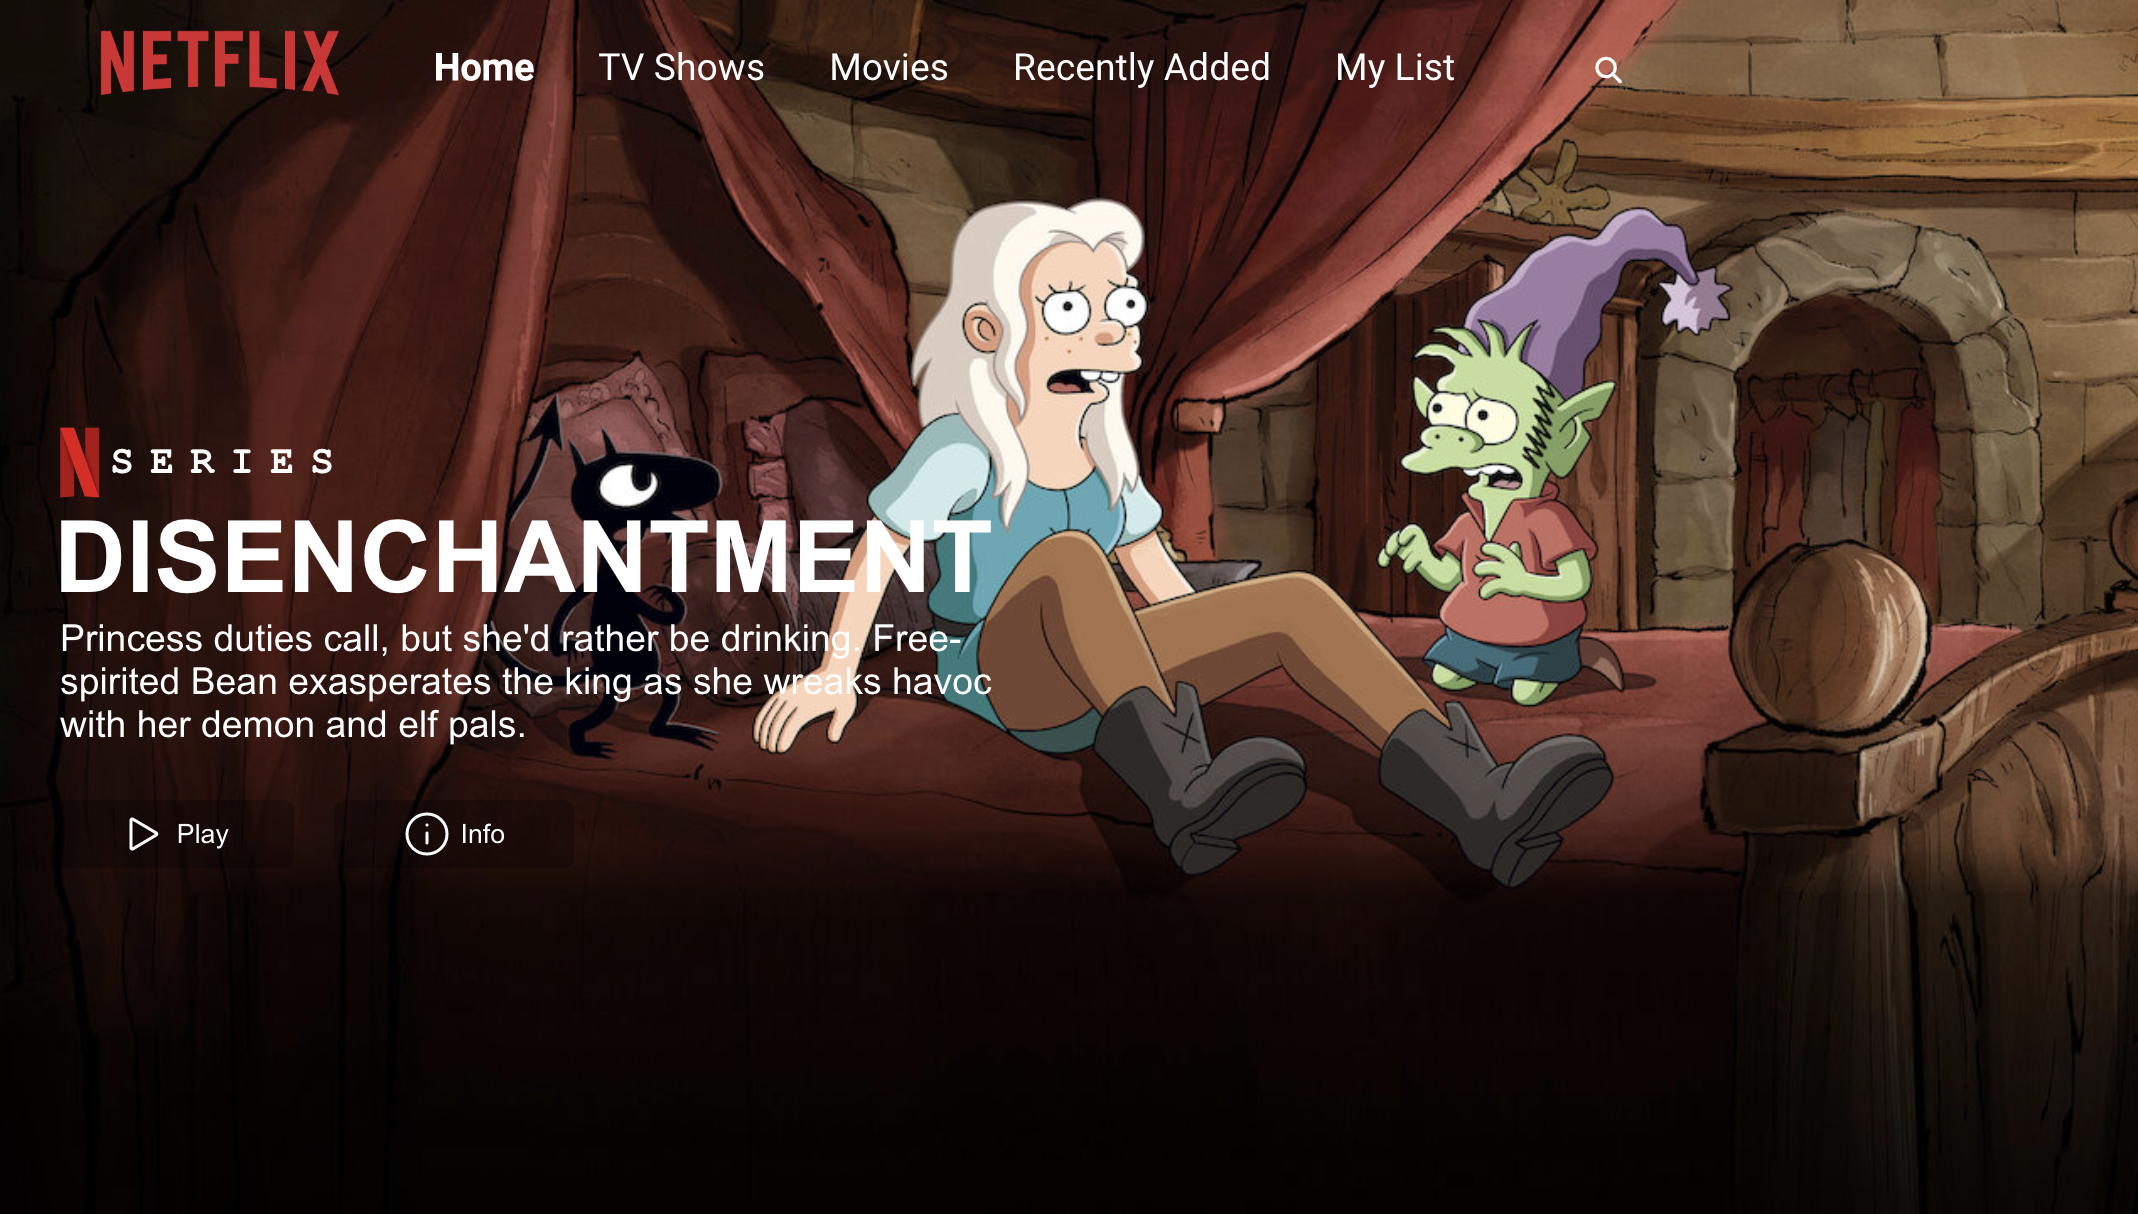 NETFLIX Home TV Shows Movies Recently Added My List
N SERIES
DISENCHANTMENT
Princess duties call, but she'd rather be drinking. Free-
spirited Bean exasperates the king as she wreaks havoc
with her demon and elf pals.
Play Info